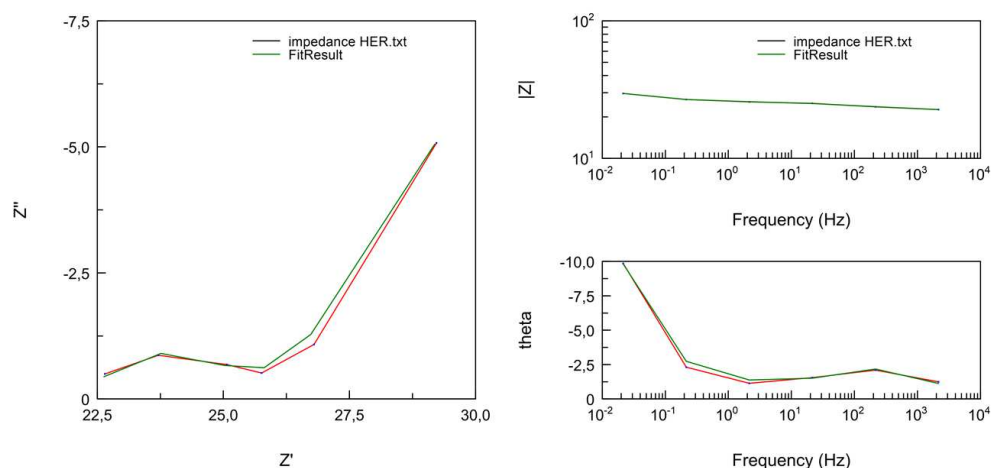 -7,5
-5,0
-2,5
0
22,5 25,0 27,5 30,0
Z''
Z'
impedance HER.txt
FitResult
10²
10¹
|Z|
10⁻² 10⁻¹ 10⁰ 10¹ 10² 10³ 10⁴
Frequency (Hz)
impedance HER.txt
FitResult
-10,0
-7,5
-5,0
-2,5
0
theta
10⁻² 10⁻¹ 10⁰ 10¹ 10² 10³ 10⁴
Frequency (Hz)